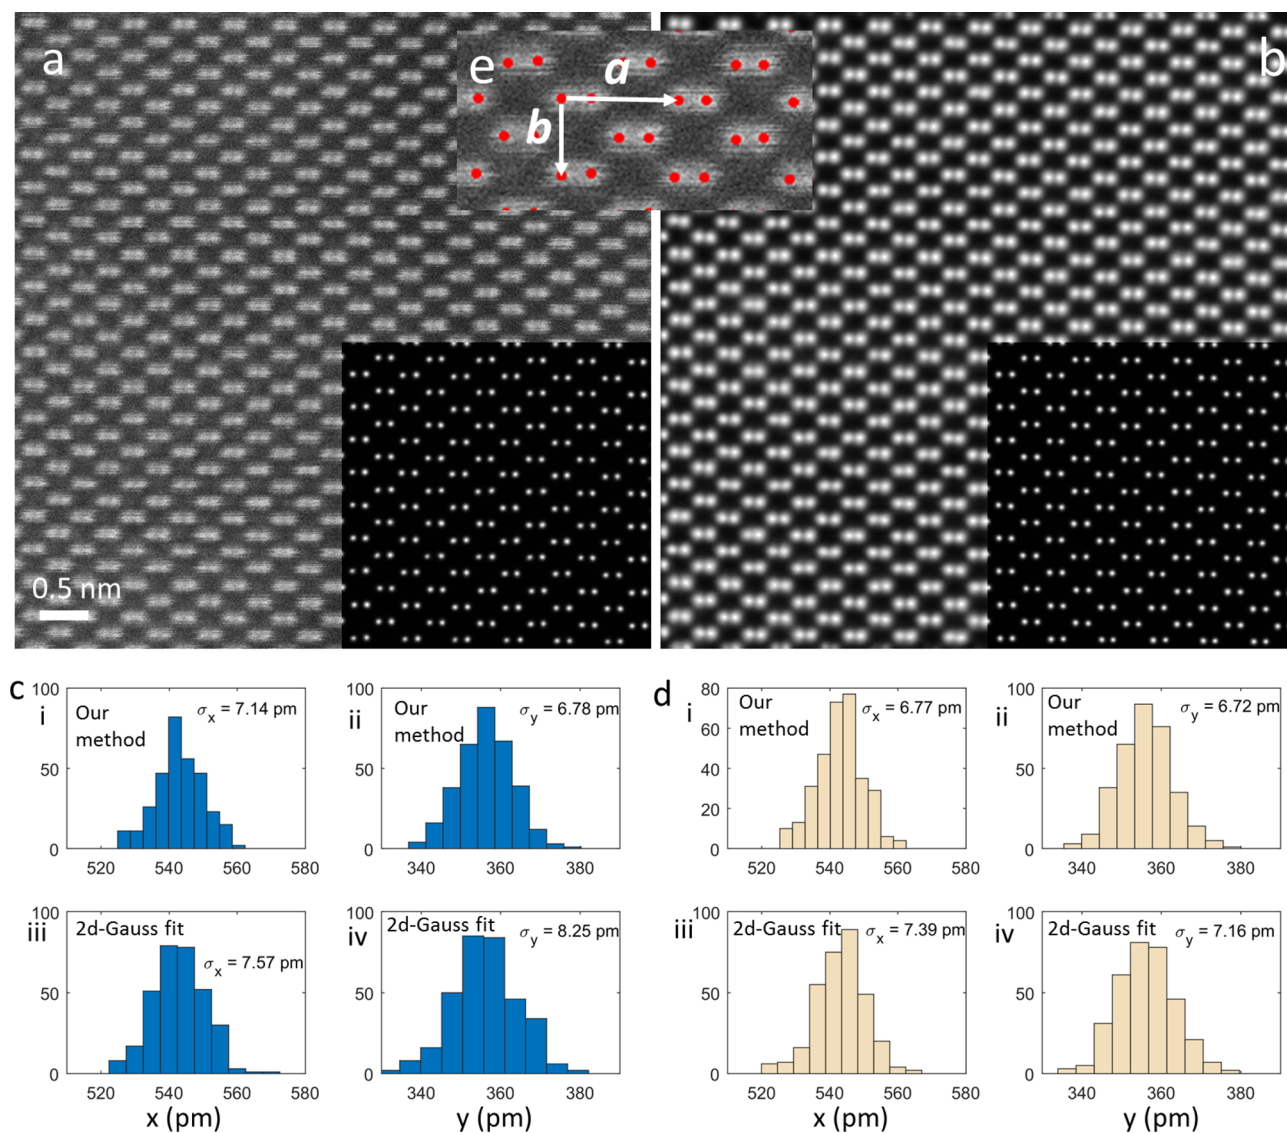 a
e
a
b
b
0.5 nm
c
i
Our
method
σx = 7.14 pm
100
50
0
520 540 560 580
ii
Our
method
σy = 6.78 pm
100
50
0
340 360 380
d
i
Our
method
σx = 6.77 pm
80
60
40
20
0
520 540 560 580
ii
Our
method
σy = 6.72 pm
100
50
0
340 360 380
iii
2d-Gauss fit
σx = 7.57 pm
100
50
0
520 540 560 580
x (pm)
iv
2d-Gauss fit
σy = 8.25 pm
100
50
0
340 360 380
y (pm)
iii
2d-Gauss fit
σx = 7.39 pm
100
50
0
520 540 560 580
x (pm)
iv
2d-Gauss fit
σy = 7.16 pm
100
50
0
340 360 380
y (pm)